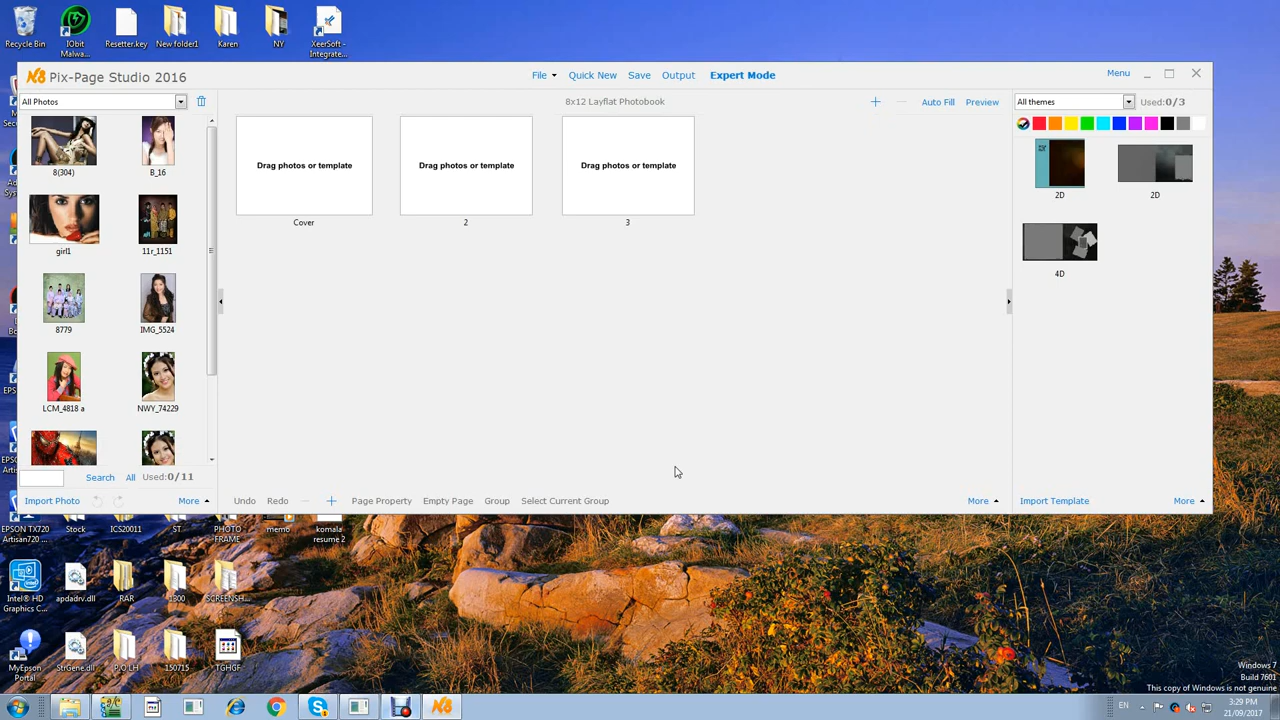 Recycle Bin
IObit Malwa...
Resetter.key
New folder1
Karen
NY
XeerSoft - Integrate...
N8 Pix-Page Studio 2016
File
Quick New
Save
Output
Expert Mode
Menu
All Photos
8x12 Layflat Photobook
Auto Fill
Preview
All themes
Used:0/3
8(304)
B_16
girl1
11r_1151
8779
IMG_5524
LCM_4818 a
NWY_74229
Drag photos or template
Drag photos or template
Drag photos or template
Cover
2
3
2D
2D
4D
Search
All
Used:0/11
Import Photo
More
Undo
Redo
Page Property
Empty Page
Group
Select Current Group
More
Import Template
More
EPSON TX720 Artisan720 ...
Stock
ICS20011
ST.
PHOTO FRAME
memo
komala resume 2
Intel® HD Graphics C...
apdadrv.dll
RAR
1300
SCREENSH...
MyEpson Portal
StrGene.dll
P.O LH
150715
TGHGF
Windows 7
Build 7601
This copy of Windows is not genuine
EN
3:29 PM
21/09/2017